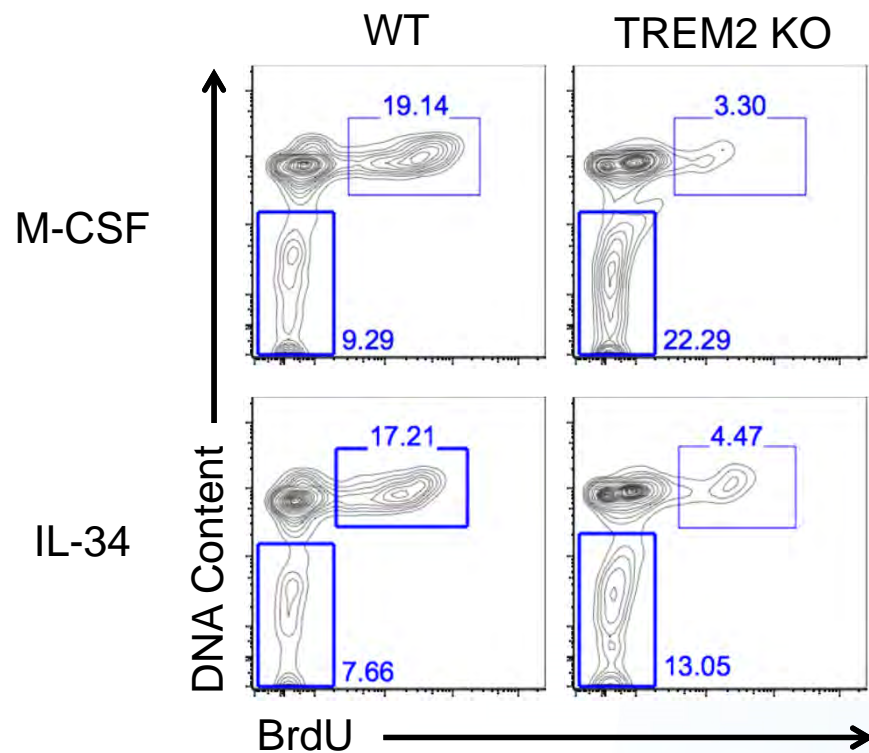 WT
TREM2 KO
M-CSF
19.14
3.30
9.29
22.29
IL-34
17.21
4.47
7.66
13.05
DNA Content
BrdU